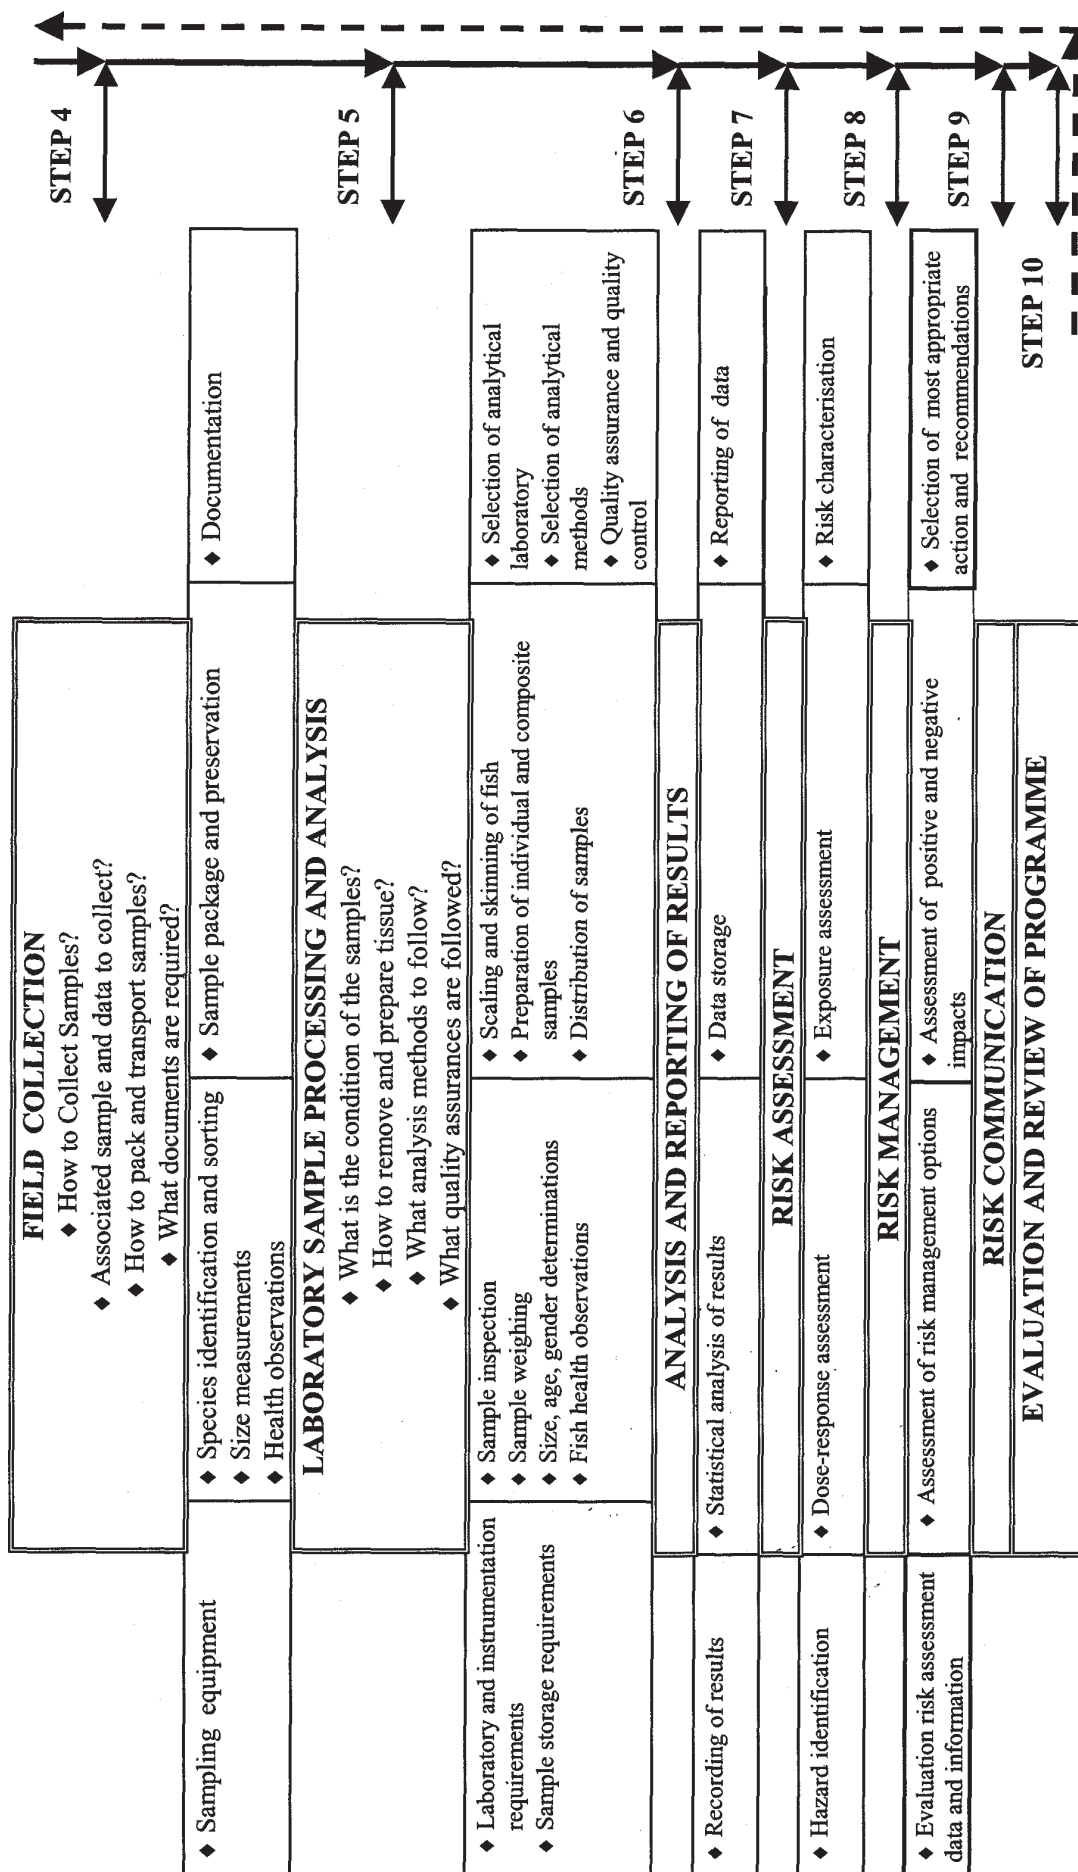 FIELD COLLECTION
◆ How to Collect Samples?
◆ Associated sample and data to collect?
◆ How to pack and transport samples?
◆ What documents are required?
STEP 4
◆ Sampling equipment
◆ Species identification and sorting
◆ Size measurements
◆ Health observations
◆ Sample package and preservation
◆ Documentation
LABORATORY SAMPLE PROCESSING AND ANALYSIS
◆ What is the condition of the samples?
◆ How to remove and prepare tissue?
◆ What analysis methods to follow?
◆ What quality assurances are followed?
STEP 5
◆ Laboratory and instrumentation
requirements
◆ Sample storage requirements
◆ Sample inspection
◆ Sample weighing
◆ Size, age, gender determinations
◆ Fish health observations
◆ Scaling and skinning of fish
◆ Preparation of individual and composite
samples
◆ Distribution of samples
◆ Selection of analytical
laboratory
◆ Selection of analytical
methods
◆ Quality assurance and quality
control
ANALYSIS AND REPORTING OF RESULTS
STEP 6
◆ Recording of results
◆ Statistical analysis of results
◆ Data storage
◆ Reporting of data
RISK ASSESSMENT
STEP 7
◆ Hazard identification
◆ Dose-response assessment
◆ Exposure assessment
◆ Risk characterisation
RISK MANAGEMENT
STEP 8
◆ Evaluation risk assessment
data and information
◆ Assessment of risk management options
◆ Assessment of positive and negative
impacts
◆ Selection of most appropriate
action and recommendations
RISK COMMUNICATION
STEP 9
EVALUATION AND REVIEW OF PROGRAMME
STEP 10